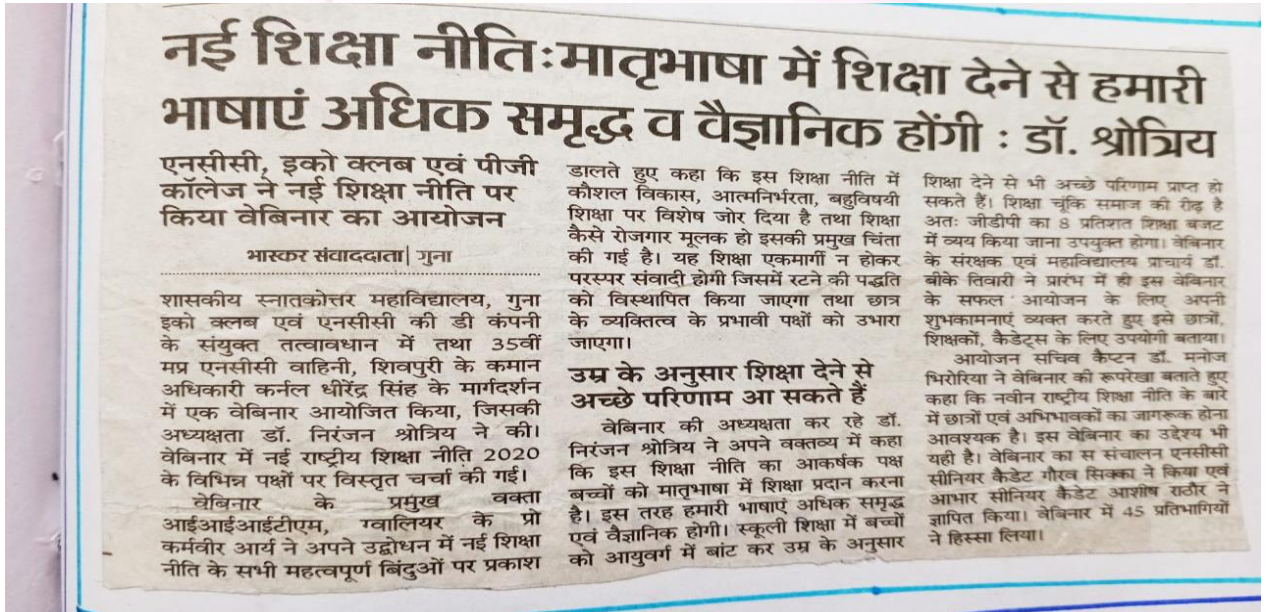 नई शिक्षा नीति:मातृभाषा में शिक्षा देने से हमारी
भाषाएं अधिक समृद्ध व वैज्ञानिक होंगी : डॉ. श्रोत्रिय
एनसीसी, इको क्लब एवं पीजी
कॉलेज ने नई शिक्षा नीति पर
किया वेबिनार का आयोजन
भास्कर संवाददाता| गुना
शासकीय स्नातकोत्तर महाविद्यालय, गुना
इको क्लब एवं एनसीसी की डी कंपनी
के संयुक्त तत्वावधान में तथा 35वीं
मप्र एनसीसी वाहिनी, शिवपुरी के कमान
अधिकारी कर्नल धीरेंद्र सिंह के मार्गदर्शन
में एक वेबिनार आयोजित किया, जिसकी
अध्यक्षता डॉ. निरंजन श्रोत्रिय ने की।
वेबिनार में नई राष्ट्रीय शिक्षा नीति 2020
के विभिन्न पक्षों पर विस्तृत चर्चा की गई।
वेबिनार के प्रमुख वक्ता
आईआईआईटीएम, ग्वालियर के प्रो
कर्मवीर आर्य ने अपने उद्बोधन में नई शिक्षा
नीति के सभी महत्वपूर्ण बिंदुओं पर प्रकाश
डालते हुए कहा कि इस शिक्षा नीति में
कौशल विकास, आत्मनिर्भरता, बहुविषयी
शिक्षा पर विशेष जोर दिया है तथा शिक्षा
कैसे रोजगार मूलक हो इसकी प्रमुख चिंता
की गई है। यह शिक्षा एकमार्गी न होकर
परस्पर संवादी होगी जिसमें रटने की पद्धति
को विस्थापित किया जाएगा तथा छात्र
के व्यक्तित्व के प्रभावी पक्षों को उभारा
जाएगा।
उम्र के अनुसार शिक्षा देने से
अच्छे परिणाम आ सकते हैं
वेबिनार की अध्यक्षता कर रहे डॉ.
निरंजन श्रोत्रिय ने अपने वक्तव्य में कहा
कि इस शिक्षा नीति का आकर्षक पक्ष
बच्चों को मातृभाषा में शिक्षा प्रदान करना
है। इस तरह हमारी भाषाएं अधिक समृद्ध
एवं वैज्ञानिक होगी। स्कूली शिक्षा में बच्चों
को आयुवर्ग में बांट कर उम्र के अनुसार
शिक्षा देने से भी अच्छे परिणाम प्राप्त हो
सकते हैं। शिक्षा चूंकि समाज की रीढ़ है
अतः जीडीपी का 8 प्रतिशत शिक्षा बजट
में व्यय किया जाना उपयुक्त होगा। वेबिनार
के संरक्षक एवं महाविद्यालय प्राचार्य डॉ.
बीके तिवारी ने प्रारंभ में ही इस वेबिनार
के सफल आयोजन के लिए अपनी
शुभकामनाएं व्यक्त करते हुए इसे छात्रों,
शिक्षकों, कैडेट्स के लिए उपयोगी बताया।
आयोजन सचिव कैप्टन डॉ. मनोज
भिरोरिया ने वेबिनार की रूपरेखा बताते हुए
कहा कि नवीन राष्ट्रीय शिक्षा नीति के बारे
में छात्रों एवं अभिभावकों का जागरूक होना
आवश्यक है। इस वेबिनार का उद्देश्य भी
यही है। वेबिनार का स संचालन एनसीसी
सीनियर कैडेट गौरव सिक्का ने किया एवं
आभार सीनियर कैडेट आशीष राठौर ने
ज्ञापित किया। वेबिनार में 45 प्रतिभागियों
ने हिस्सा लिया।